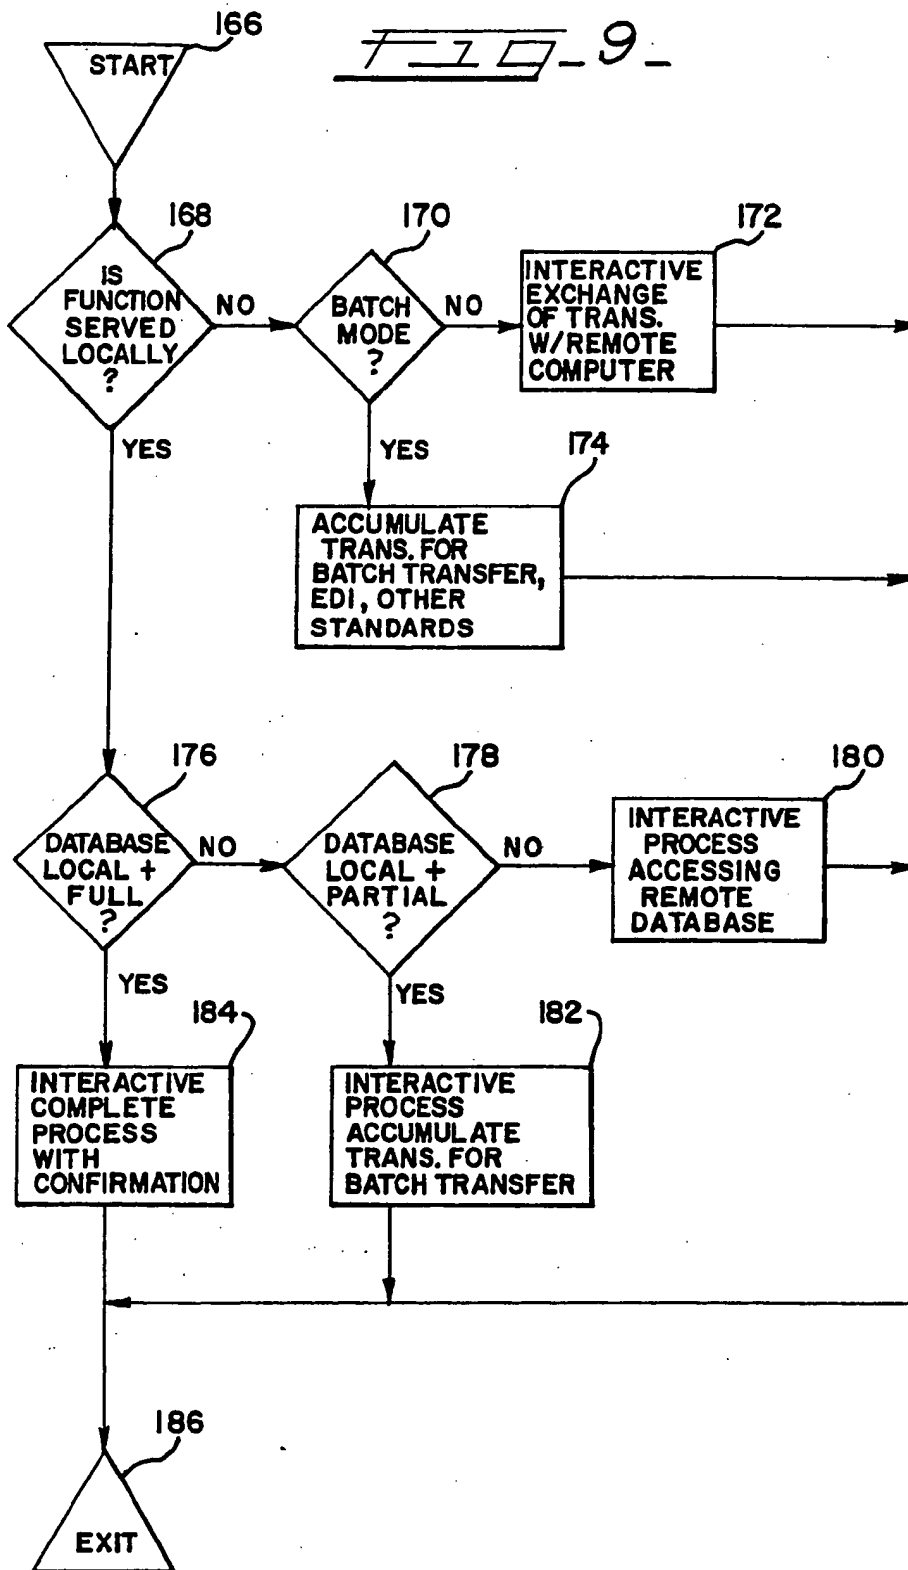 FIG_9_
166
START
168
IS
FUNCTION
SERVED
LOCALLY
?
NO
YES
170
BATCH
MODE
?
NO
YES
172
INTERACTIVE
EXCHANGE
OF TRANS.
W/REMOTE
COMPUTER
174
ACCUMULATE
TRANS. FOR
BATCH TRANSFER,
EDI, OTHER
STANDARDS
176
DATABASE
LOCAL +
FULL
?
NO
YES
178
DATABASE
LOCAL +
PARTIAL
?
NO
YES
180
INTERACTIVE
PROCESS
ACCESSING
REMOTE
DATABASE
184
INTERACTIVE
COMPLETE
PROCESS
WITH
CONFIRMATION
182
INTERACTIVE
PROCESS
ACCUMULATE
TRANS. FOR
BATCH TRANSFER
186
EXIT